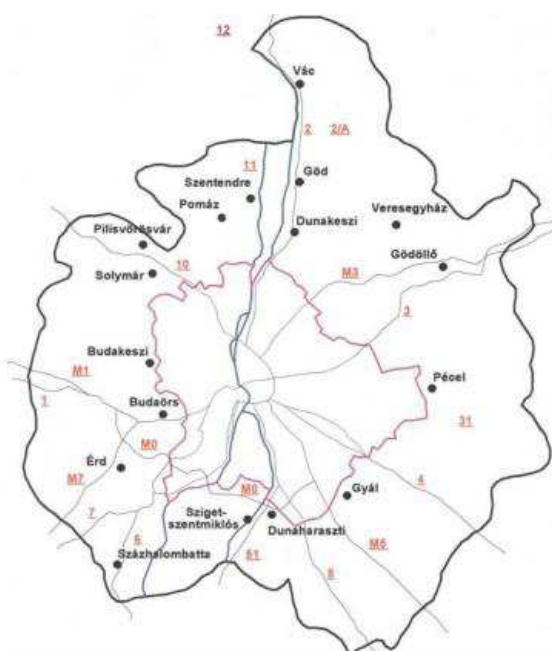 12
Vác
2 2/A
11
Göd
Szentendre
Pomáz
Dunakeszi
Veresegyház
Pilisvörösvár
Gödöllő
Solymár
10
M3
3
Budakeszi
M1
Pécel
1
Budaörs
31
M0
Érd
M7
4
Gyál
7
M0
Sziget-
szentmiklós
Dunaharaszti
6
M5
51
Százhalombatta